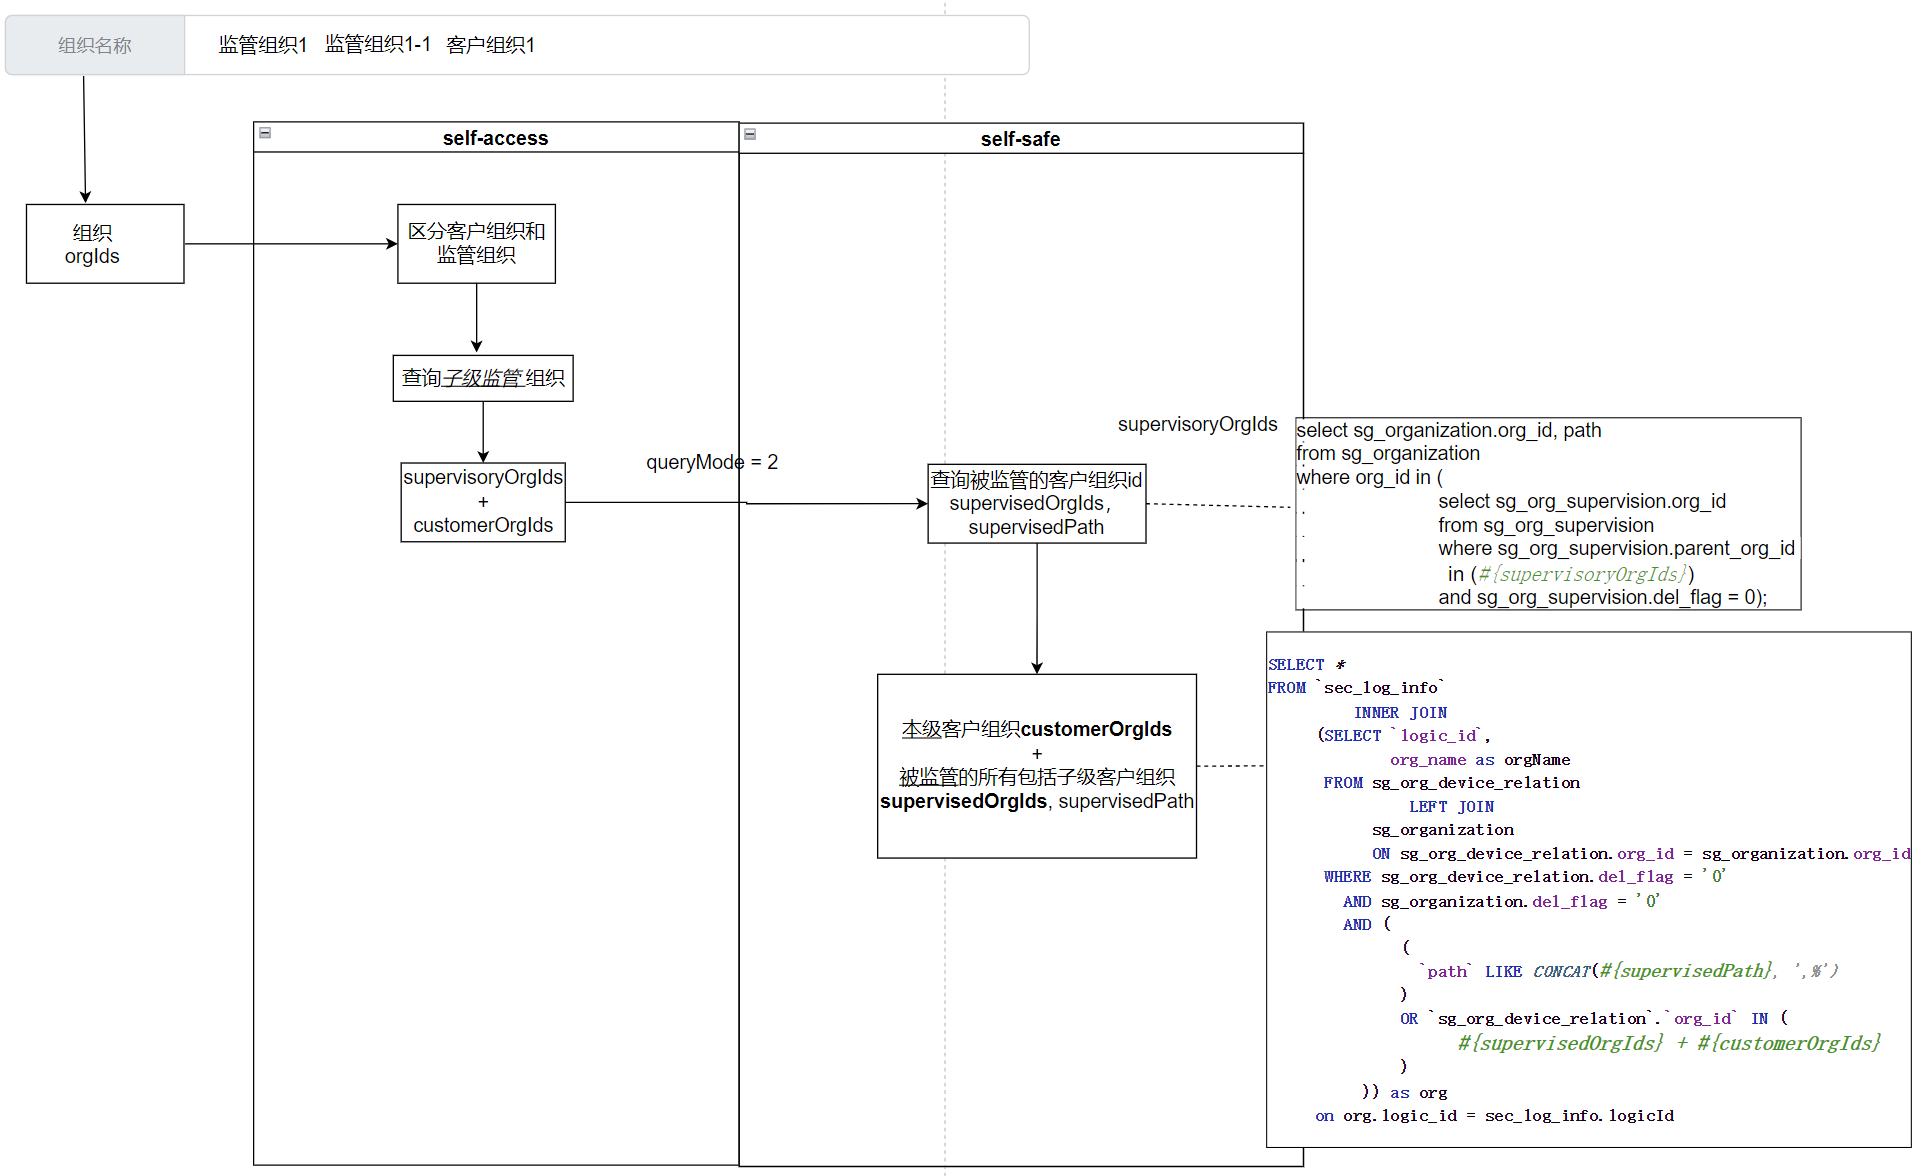 组织名称
监管组织1 监管组织1-1 客户组织1
self-access
self-safe
组织
orgIds
区分客户组织和
监管组织
查询子级监管 组织
supervisoryOrgIds
+
customerOrgIds
queryMode = 2
查询被监管的客户组织id
supervisedOrgIds,
supervisedPath
supervisoryOrgIds
select sg_organization.org_id, path
from sg_organization
where org_id in (
select sg_org_supervision.org_id
from sg_org_supervision
where sg_org_supervision.parent_org_id
in (#{supervisoryOrgIds})
and sg_org_supervision.del_flag = 0);
本级客户组织customerOrgIds
+
被监管的所有包括子级客户组织
supervisedOrgIds, supervisedPath
SELECT *
FROM `sec_log_info`
INNER JOIN
(SELECT `logic_id`,
org_name as orgName
FROM sg_org_device_relation
LEFT JOIN
sg_organization
ON sg_org_device_relation.org_id = sg_organization.org_id
WHERE sg_org_device_relation.del_flag = '0'
AND sg_organization.del_flag = '0'
AND (
(
`path` LIKE CONCAT(#{supervisedPath}, ',%')
)
OR `sg_org_device_relation`.`org_id` IN (
#{supervisedOrgIds} + #{customerOrgIds}
)
)) as org
on org.logic_id = sec_log_info.logicId